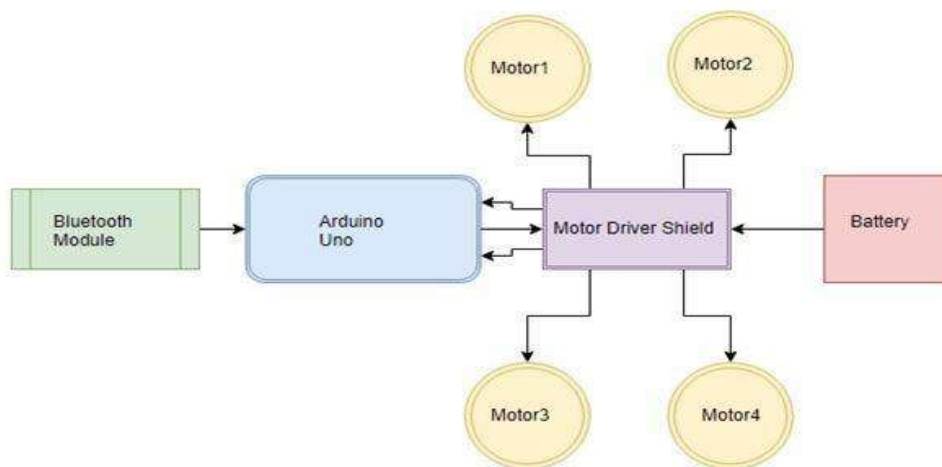 Motor1
Motor2
Bluetooth
Module
Arduino
Uno
Motor Driver Shield
Battery
Motor3
Motor4